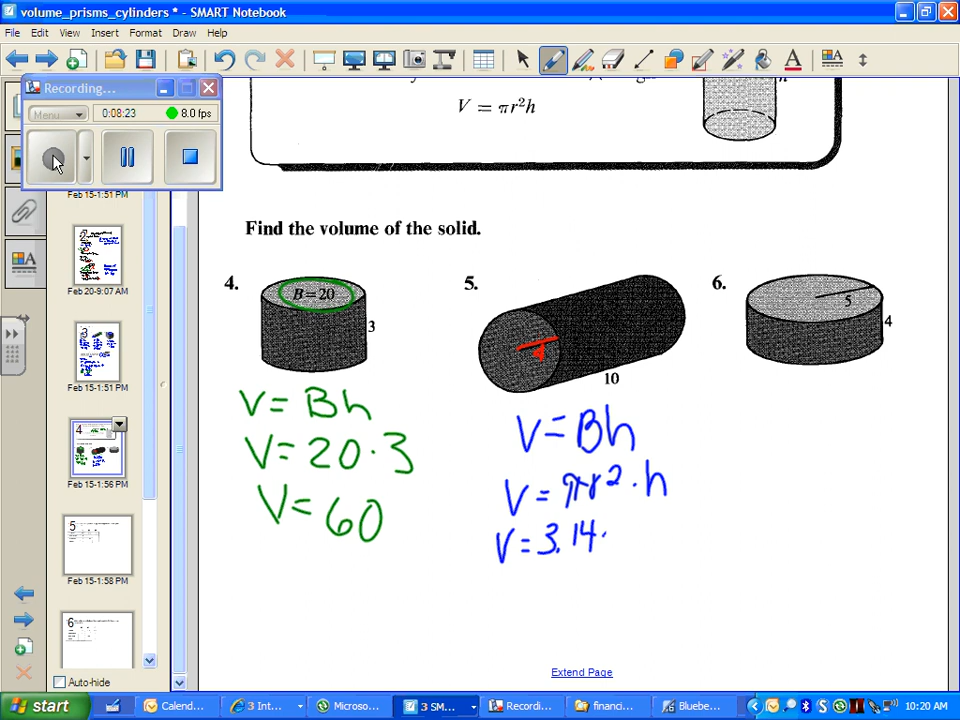 volume_prisms_cylinders * - SMART Notebook
File Edit View Insert Format Draw Help
Recording...
Menu 0:08:23 8.0 fps
Feb 15-1:51 PM
Feb 20-9:07 AM
3
Feb 15-1:51 PM
4
Feb 15-1:56 PM
5
Feb 15-1:58 PM
6
Auto-hide
V = πr²h
Find the volume of the solid.
4. B = 20 3
5. 4 10
6. 5 4
V = Bh
V = 20 · 3
V = 60
V = Bh
V = πr² · h
V = 3.14 ·
Extend Page
start Calend... 3 Int... Microso... 3 SM... Recordi... financi... Bluebe... 10:20 AM